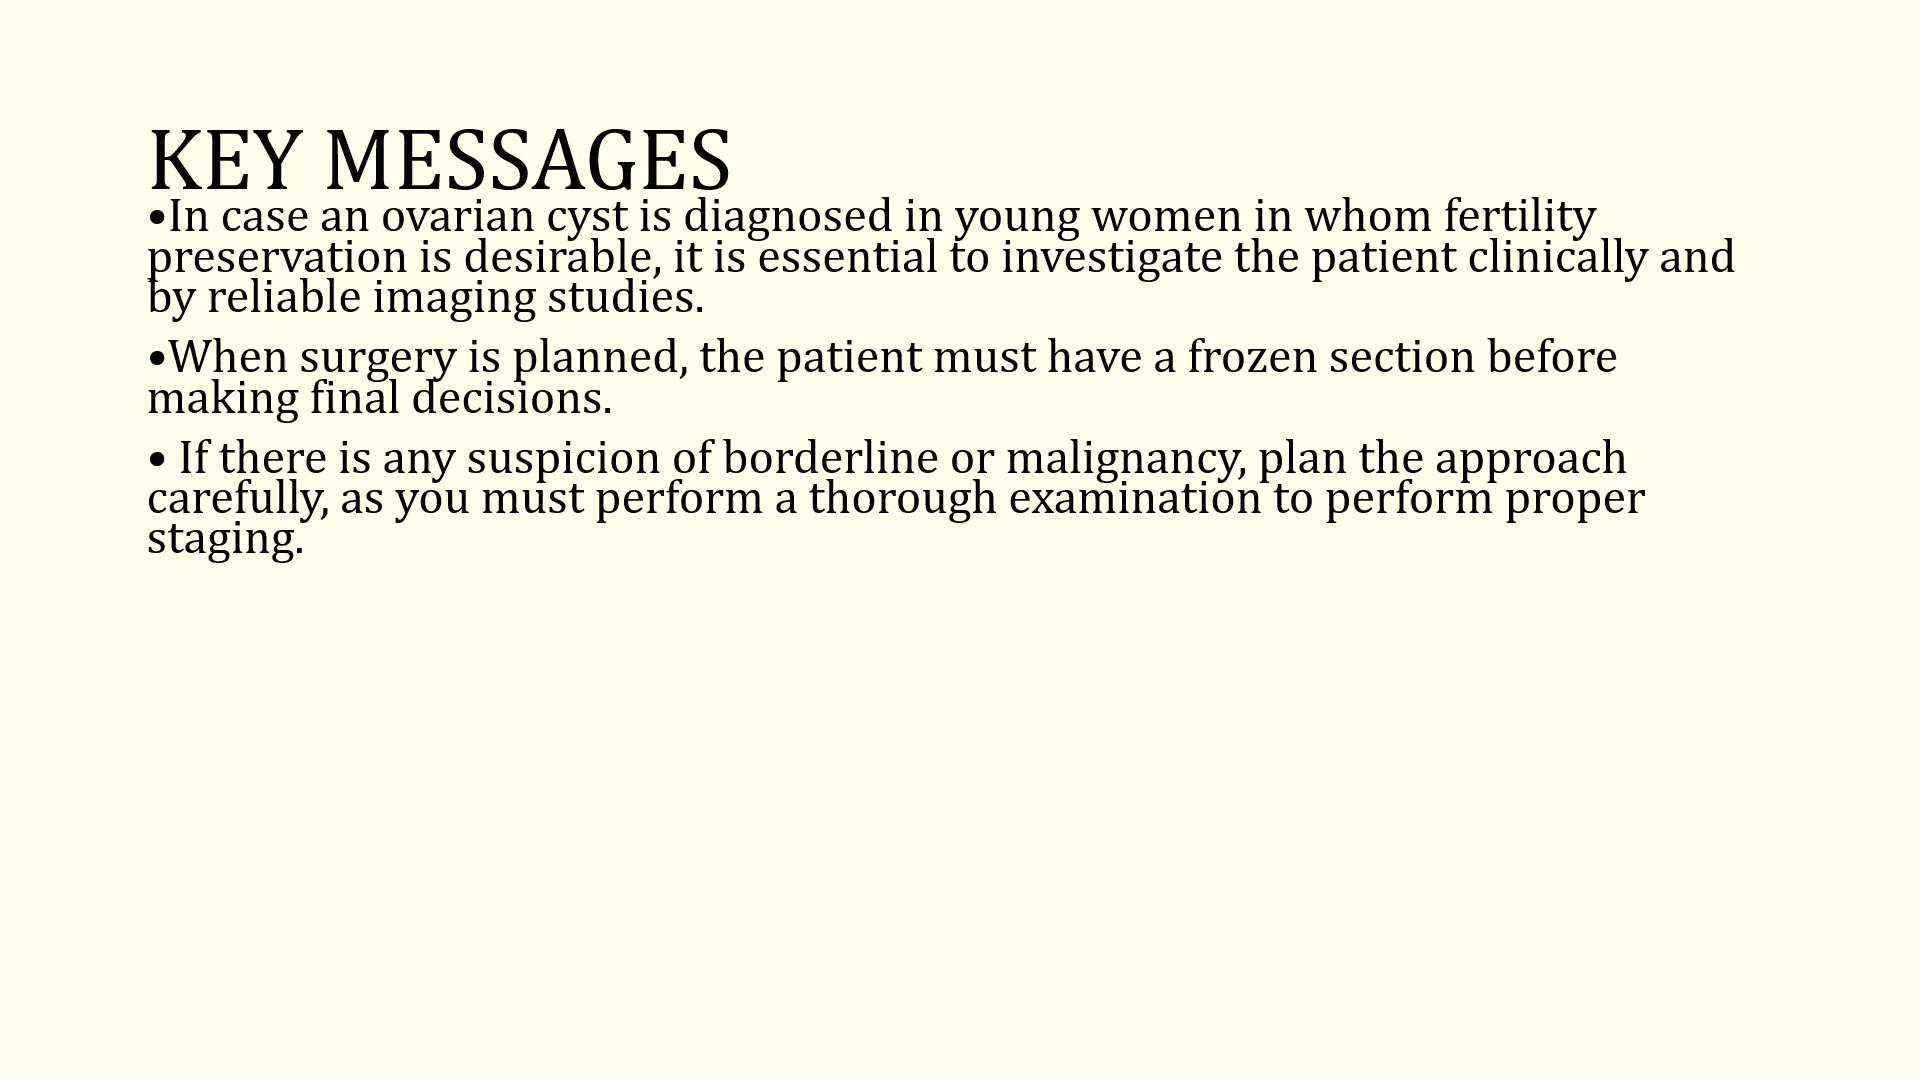 KEY MESSAGES
•In case an ovarian cyst is diagnosed in young women in whom fertility
preservation is desirable, it is essential to investigate the patient clinically and
by reliable imaging studies.
•When surgery is planned, the patient must have a frozen section before
making final decisions.
• If there is any suspicion of borderline or malignancy, plan the approach
carefully, as you must perform a thorough examination to perform proper
staging.